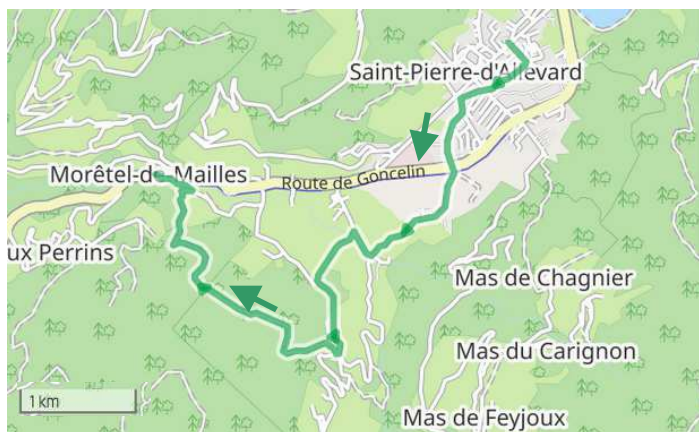 Saint-Pierre-d'Allevard
Morêtel-de-Mailles
Route de Goncelin
ux Perrins
Mas de Chagnier
Mas du Carignon
1 km
Mas de Feyjoux